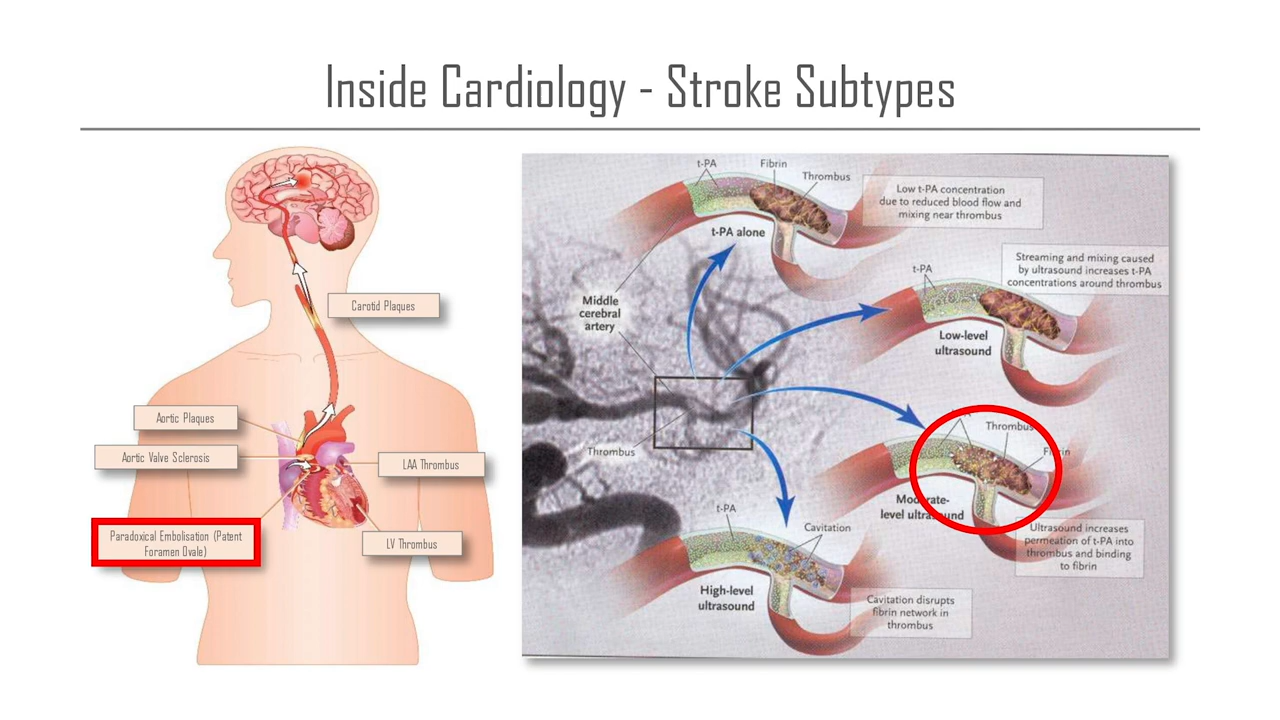 Inside Cardiology - Stroke Subtypes
Carotid Plaques
Aortic Plaques
Aortic Valve Sclerosis
LAA Thrombus
Paradoxical Embolisation (Patent
Foramen Ovale)
LV Thrombus
t-PA
Fibrin
Thrombus
Low t-PA concentration
due to reduced blood flow and
mixing near thrombus
t-PA alone
Streaming and mixing caused
by ultrasound increases t-PA
concentrations around thrombus
t-PA
Middle
cerebral
artery
Low-level
ultrasound
Thrombus
Thrombus
Fibrin
Moderate-
level ultrasound
t-PA
Cavitation
Ultrasound increases
permeation of t-PA into
thrombus and binding
to fibrin
High-level
ultrasound
Cavitation disrupts
fibrin network in
thrombus